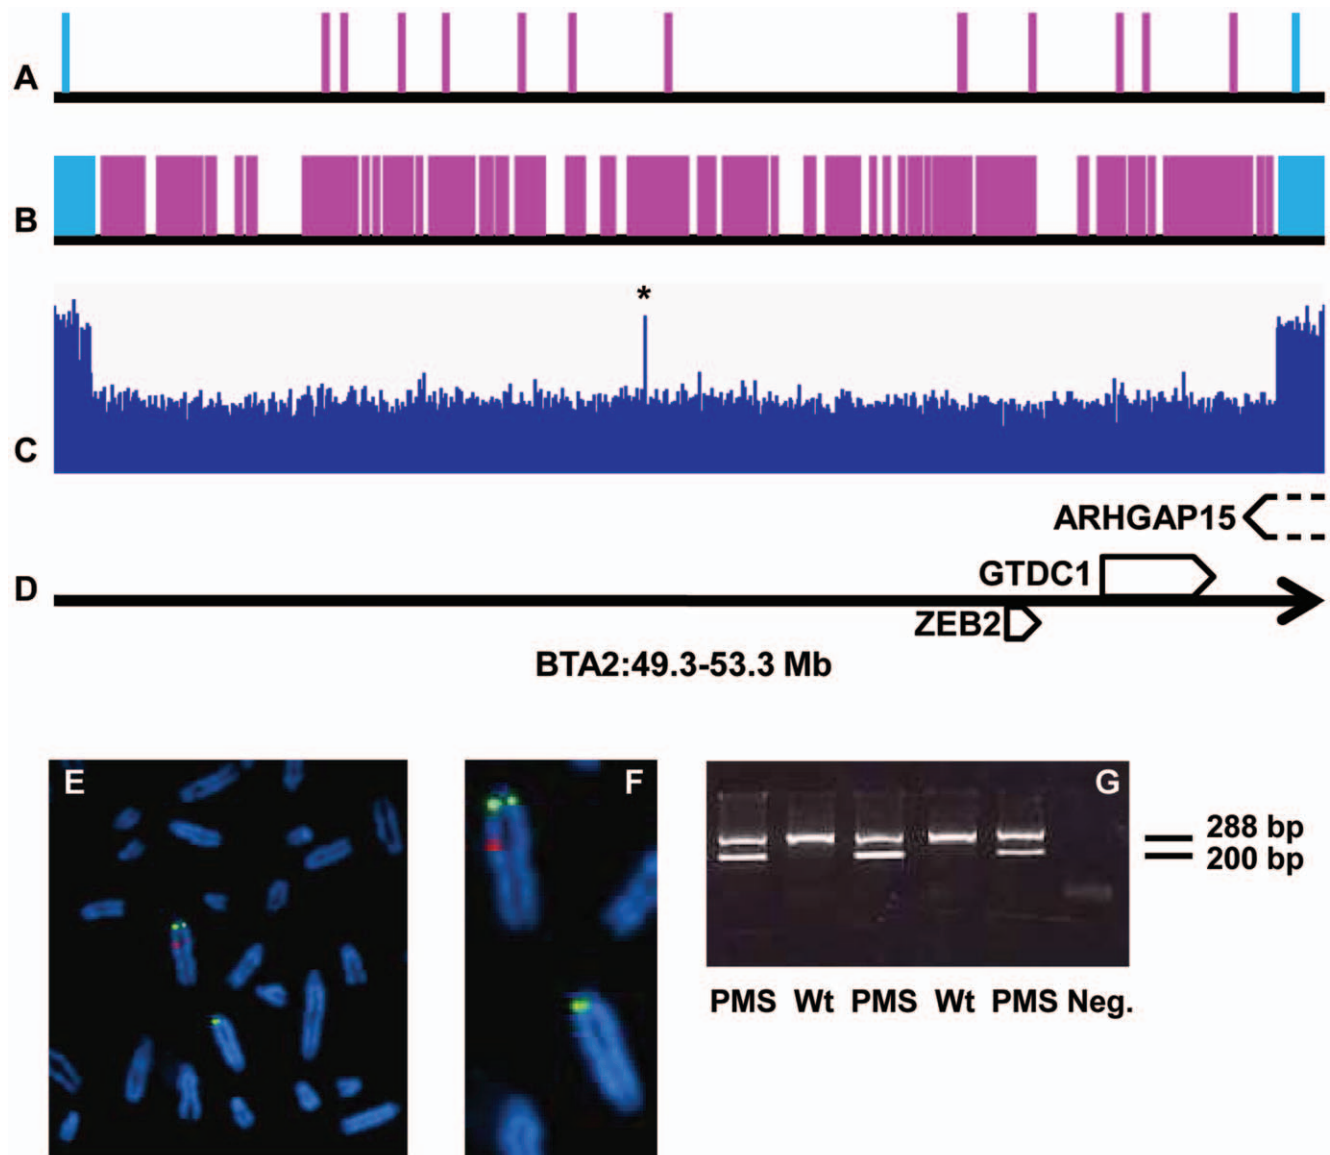 A
B
*
C
ARHGAP15
GTDC1
D
ZEB2
BTA2:49.3-53.3 Mb
E
F
G
288 bp
200 bp
PMS Wt PMS Wt PMS Neg.